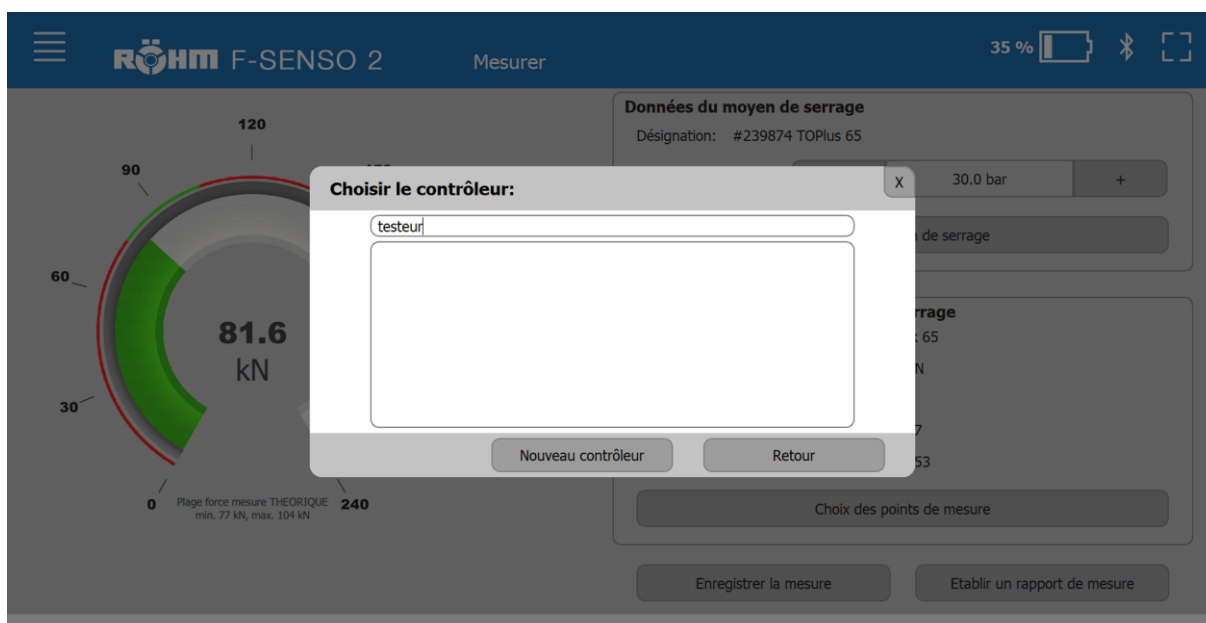 RÖHM F-SENSO 2
Mesurer
35 %
120
90
60
30
0
240
81.6
kN
Plage force mesure THEORIQUE
min. 77 kN, max. 104 kN
Données du moyen de serrage
Désignation: #239874 TOPlus 65
30.0 bar +
de serrage
Choisir le contrôleur:
X
testeur
Nouveau contrôleur
Retour
65
N
7
53
Choix des points de mesure
Enregistrer la mesure
Etablir un rapport de mesure